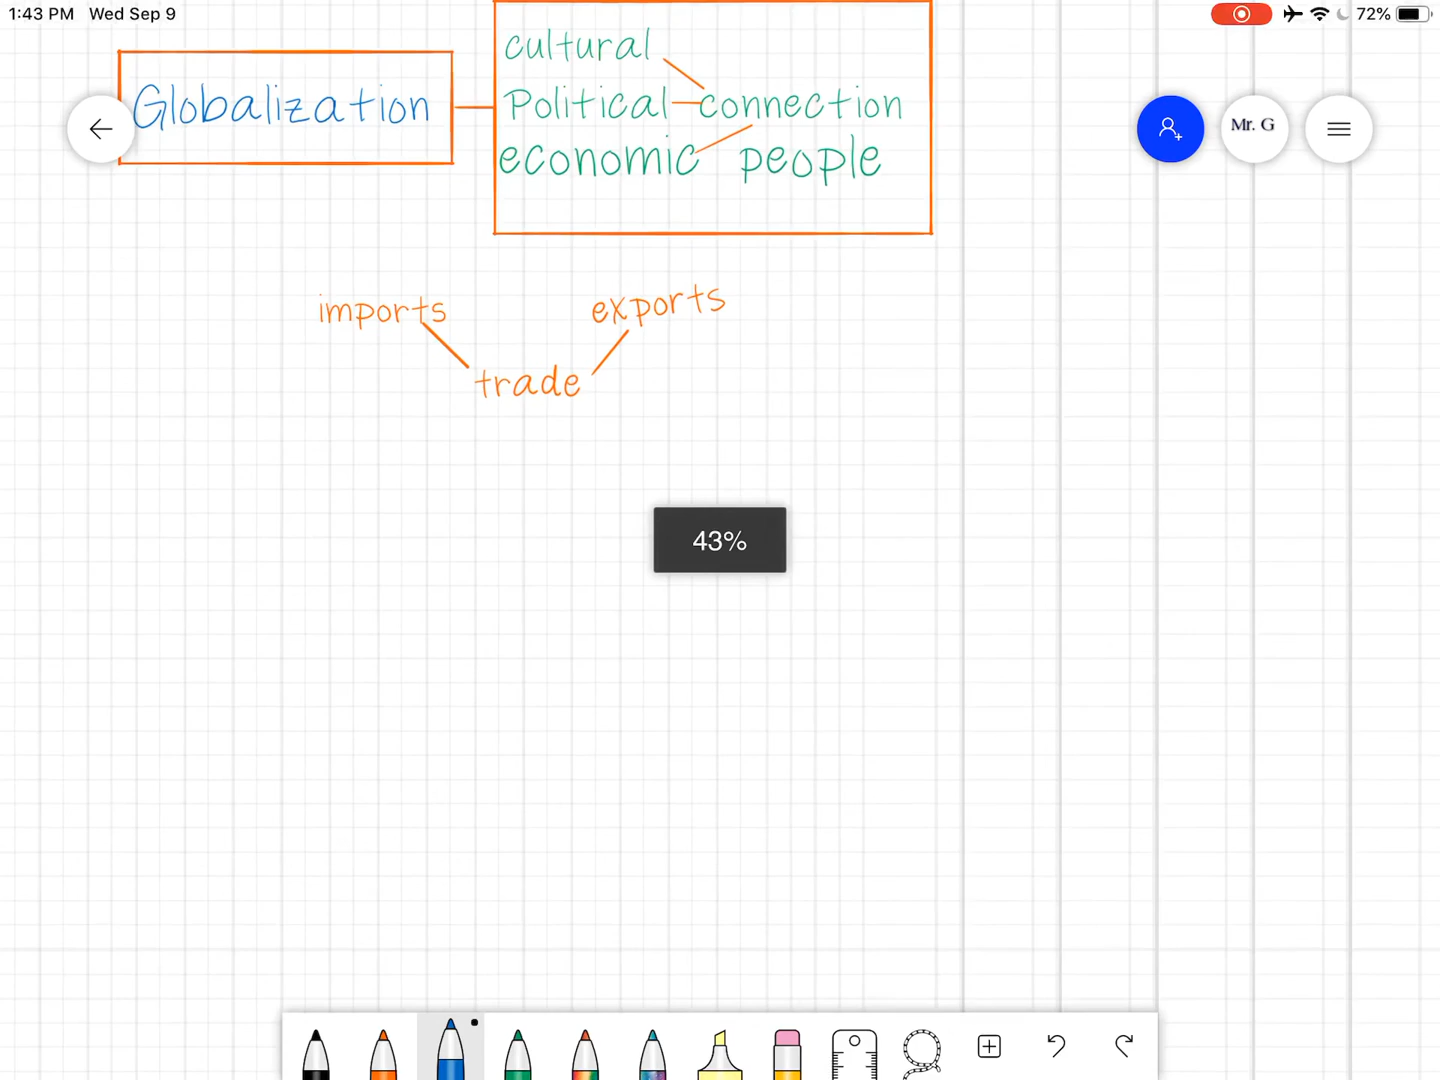 1:43 PM Wed Sep 9
72%
cultural
Globalization
Political connection
economic people
Mr. G
imports
exports
trade
43%